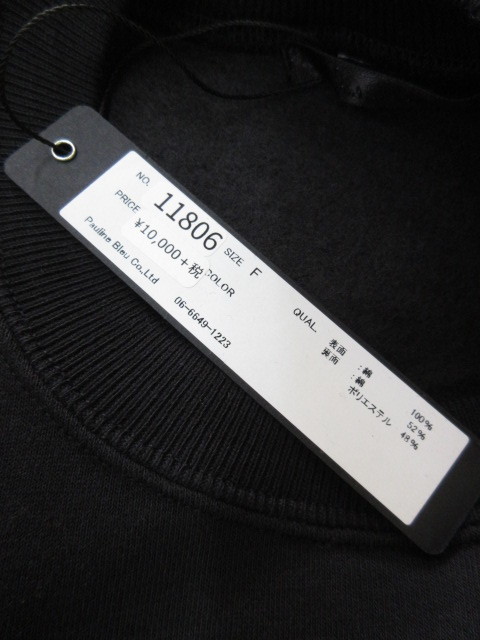 NO. 11806 SIZE F
PRICE ¥10,000+税 COLOR
Pauline Bleu Co.,Ltd 06-6649-1223
QUAL. 表面 :綿 100%
裏面 :綿 52%
ポリエステル 48%